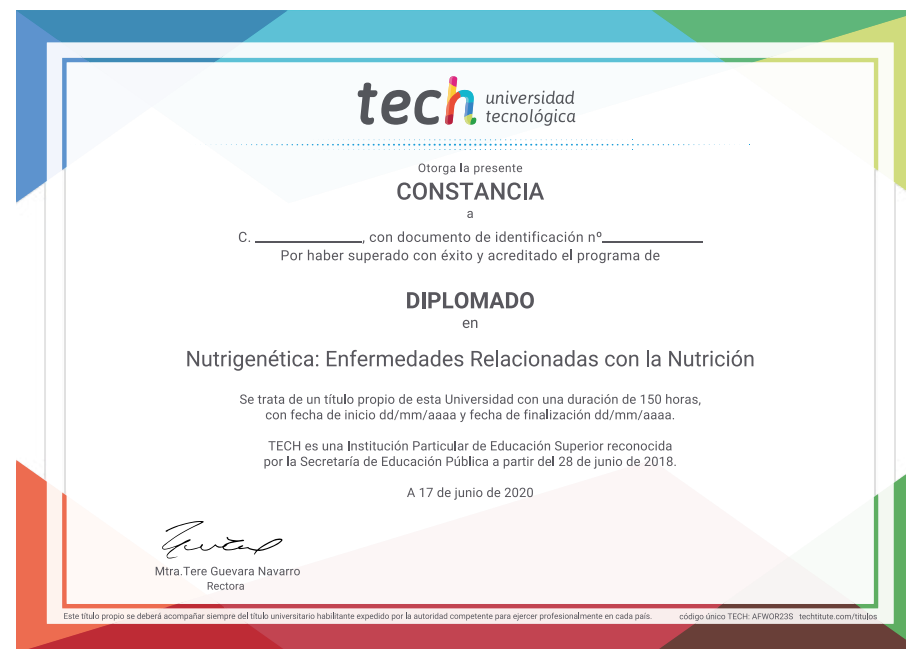 tech universidad
tecnológica
Otorga la presente
CONSTANCIA
a
C. ____________, con documento de identificación nº____________
Por haber superado con éxito y acreditado el programa de
DIPLOMADO
en
Nutrigenética: Enfermedades Relacionadas con la Nutrición
Se trata de un título propio de esta Universidad con una duración de 150 horas,
con fecha de inicio dd/mm/aaaa y fecha de finalización dd/mm/aaaa.
TECH es una Institución Particular de Educación Superior reconocida
por la Secretaría de Educación Pública a partir del 28 de junio de 2018.
A 17 de junio de 2020
Mtra.Tere Guevara Navarro
Rectora
Este título propio se deberá acompañar siempre del título universitario habilitante expedido por la autoridad competente para ejercer profesionalmente en cada país. código único TECH: AFWOR23S techtitute.com/titulos